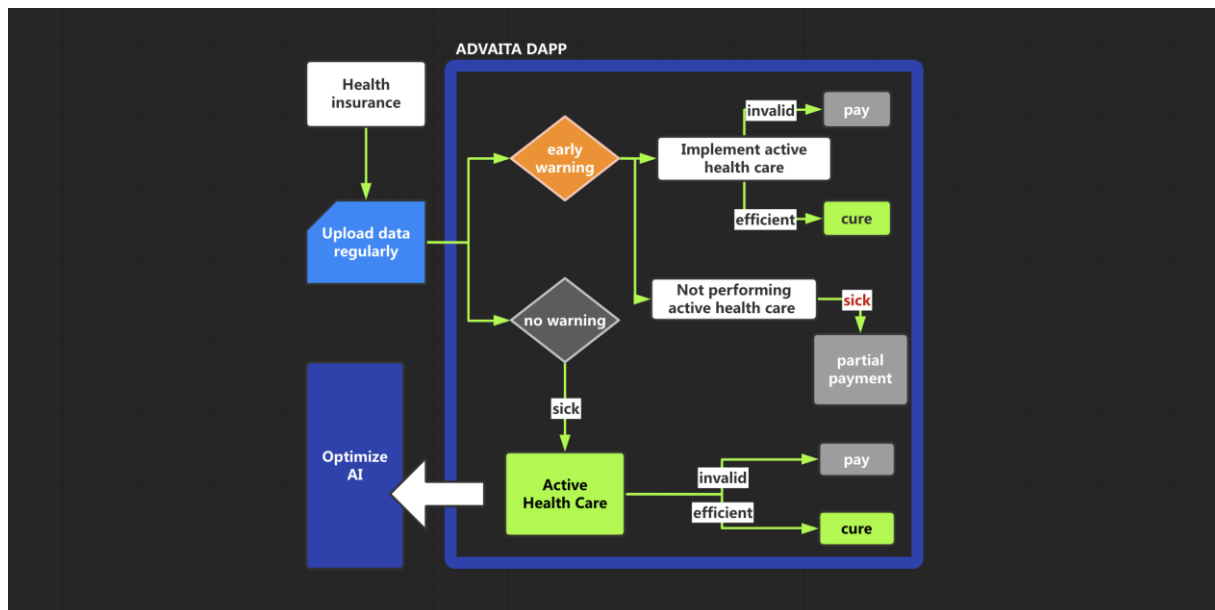 ADVAITA DAPP
Health
insurance
Upload data
regularly
early
warning
no warning
Implement active
health care
invalid
pay
efficient
cure
Not performing
active health care
sick
partial
payment
sick
Active
Health Care
invalid
pay
efficient
cure
Optimize
AI